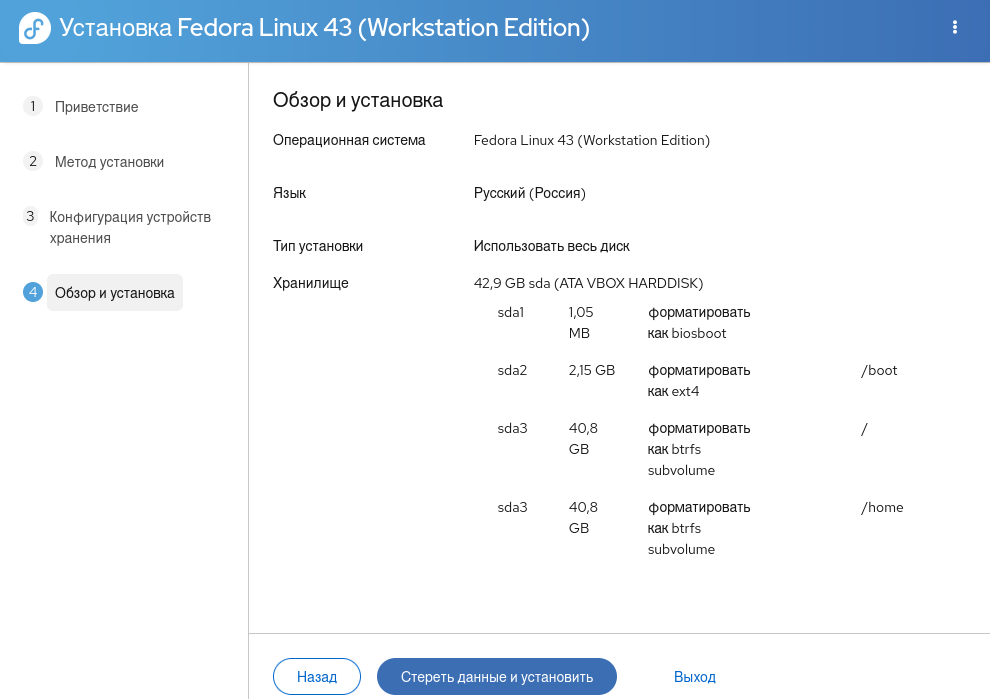 Установка Fedora Linux 43 (Workstation Edition)
1 Приветствие
2 Метод установки
3 Конфигурация устройств
хранения
4 Обзор и установка
Обзор и установка
Операционная система Fedora Linux 43 (Workstation Edition)
Язык Русский (Россия)
Тип установки Использовать весь диск
Хранилище 42,9 GB sda (ATA VBOX HARDDISK)
sda1 1,05 форматировать
MB как biosboot
sda2 2,15 GB форматировать /boot
как ext4
sda3 40,8 форматировать /
GB как btrfs
subvolume
sda3 40,8 форматировать /home
GB как btrfs
subvolume
Назад Стереть данные и установить Выход